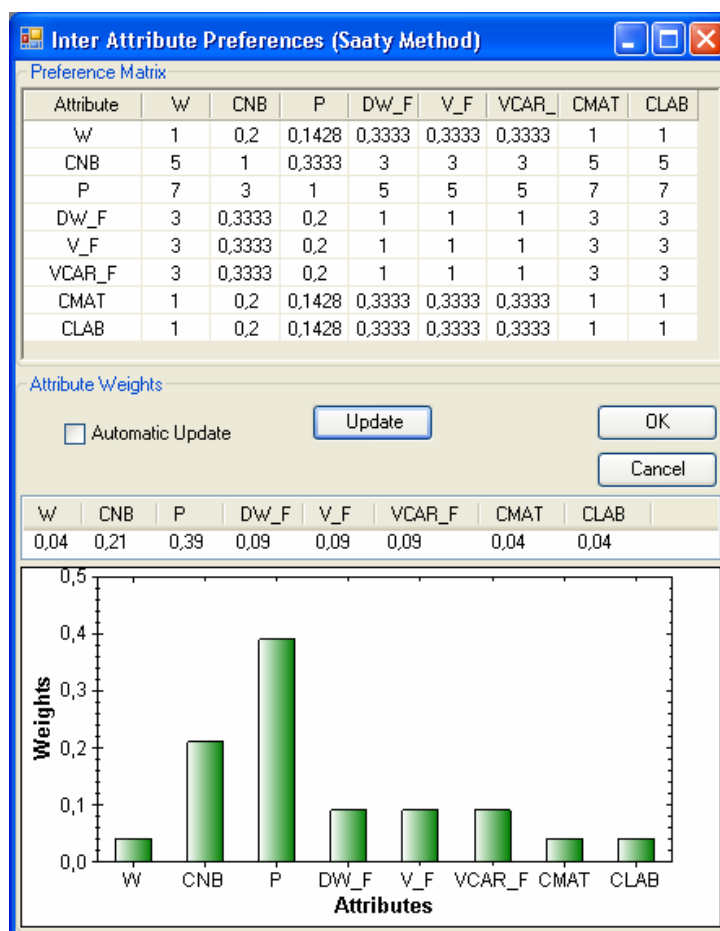 Inter Attribute Preferences (Saaty Method)
Preference Matrix
Attribute W CNB P DW_F V_F VCAR_ CMAT CLAB
W 1 0,2 0,1428 0,3333 0,3333 0,3333 1 1
CNB 5 1 0,3333 3 3 3 5 5
P 7 3 1 5 5 5 7 7
DW_F 3 0,3333 0,2 1 1 1 3 3
V_F 3 0,3333 0,2 1 1 1 3 3
VCAR_F 3 0,3333 0,2 1 1 1 3 3
CMAT 1 0,2 0,1428 0,3333 0,3333 0,3333 1 1
CLAB 1 0,2 0,1428 0,3333 0,3333 0,3333 1 1
Attribute Weights
Automatic Update Update OK
Cancel
W CNB P DW_F V_F VCAR_F CMAT CLAB
0,04 0,21 0,39 0,09 0,09 0,09 0,04 0,04
0,5
0,4
0,3
0,2
0,1
0,0
Weights
W CNB P DW_F V_F VCAR_F CMAT CLAB
Attributes